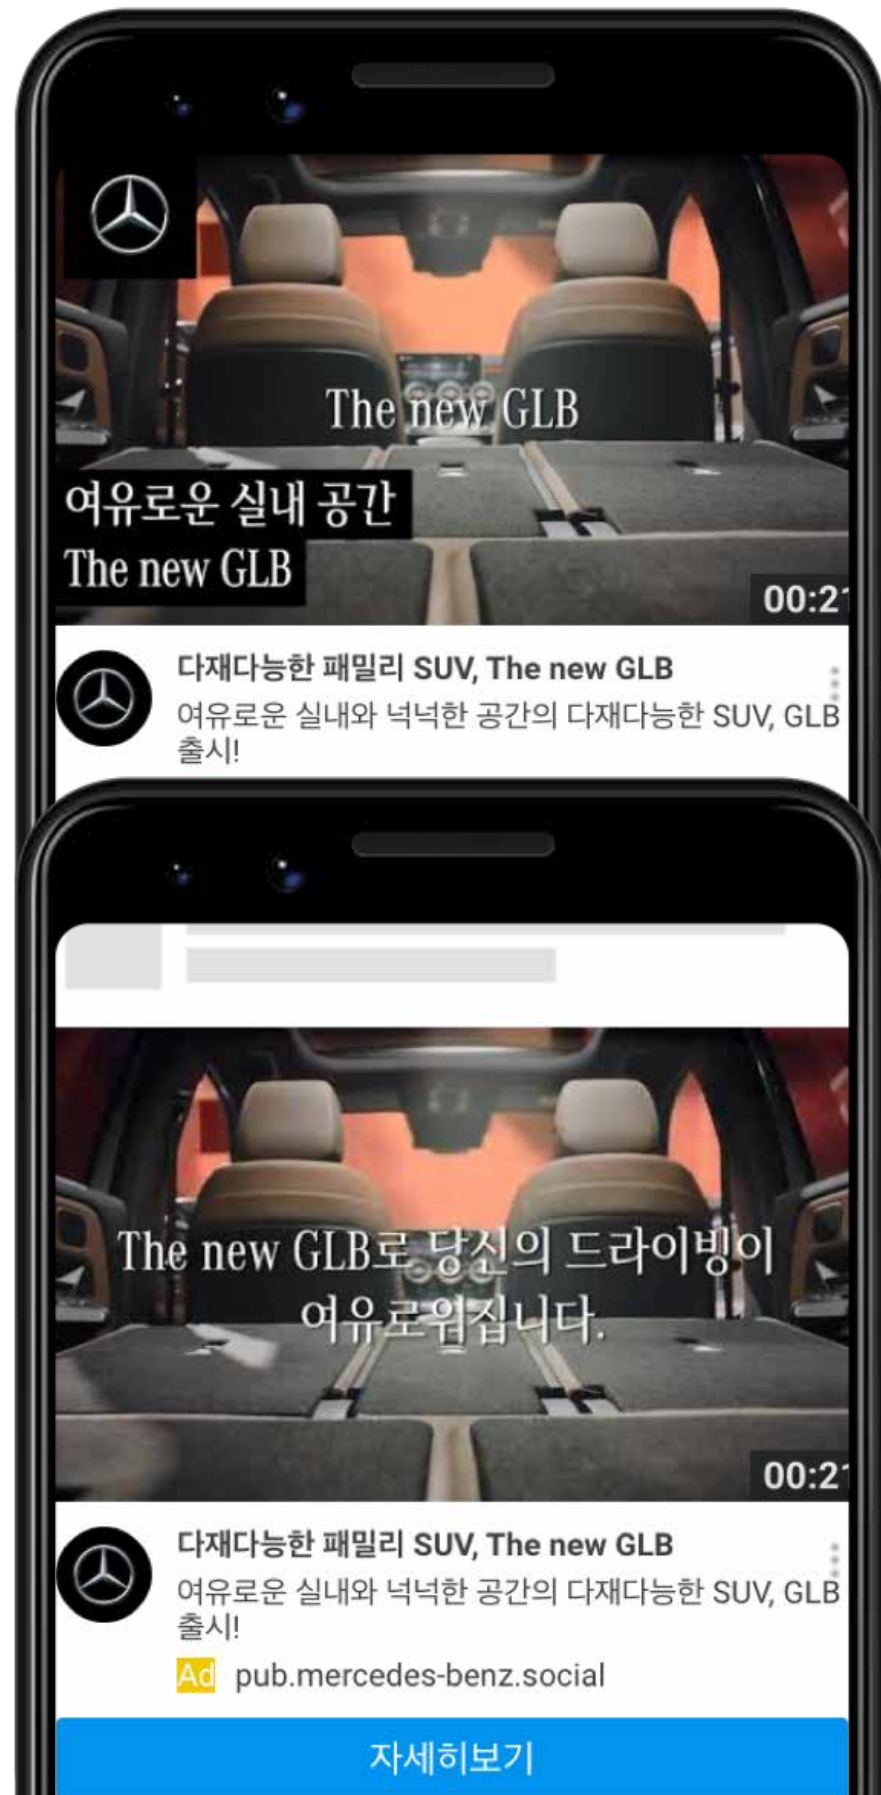 The new GLB
여유로운 실내 공간
The new GLB
00:21
다재다능한 패밀리 SUV, The new GLB
여유로운 실내와 넉넉한 공간의 다재다능한 SUV, GLB
출시!
The new GLB로 당신의 드라이빙이
여유로워집니다.
00:21
다재다능한 패밀리 SUV, The new GLB
여유로운 실내와 넉넉한 공간의 다재다능한 SUV, GLB
출시!
Ad pub.mercedes-benz.social
자세히보기